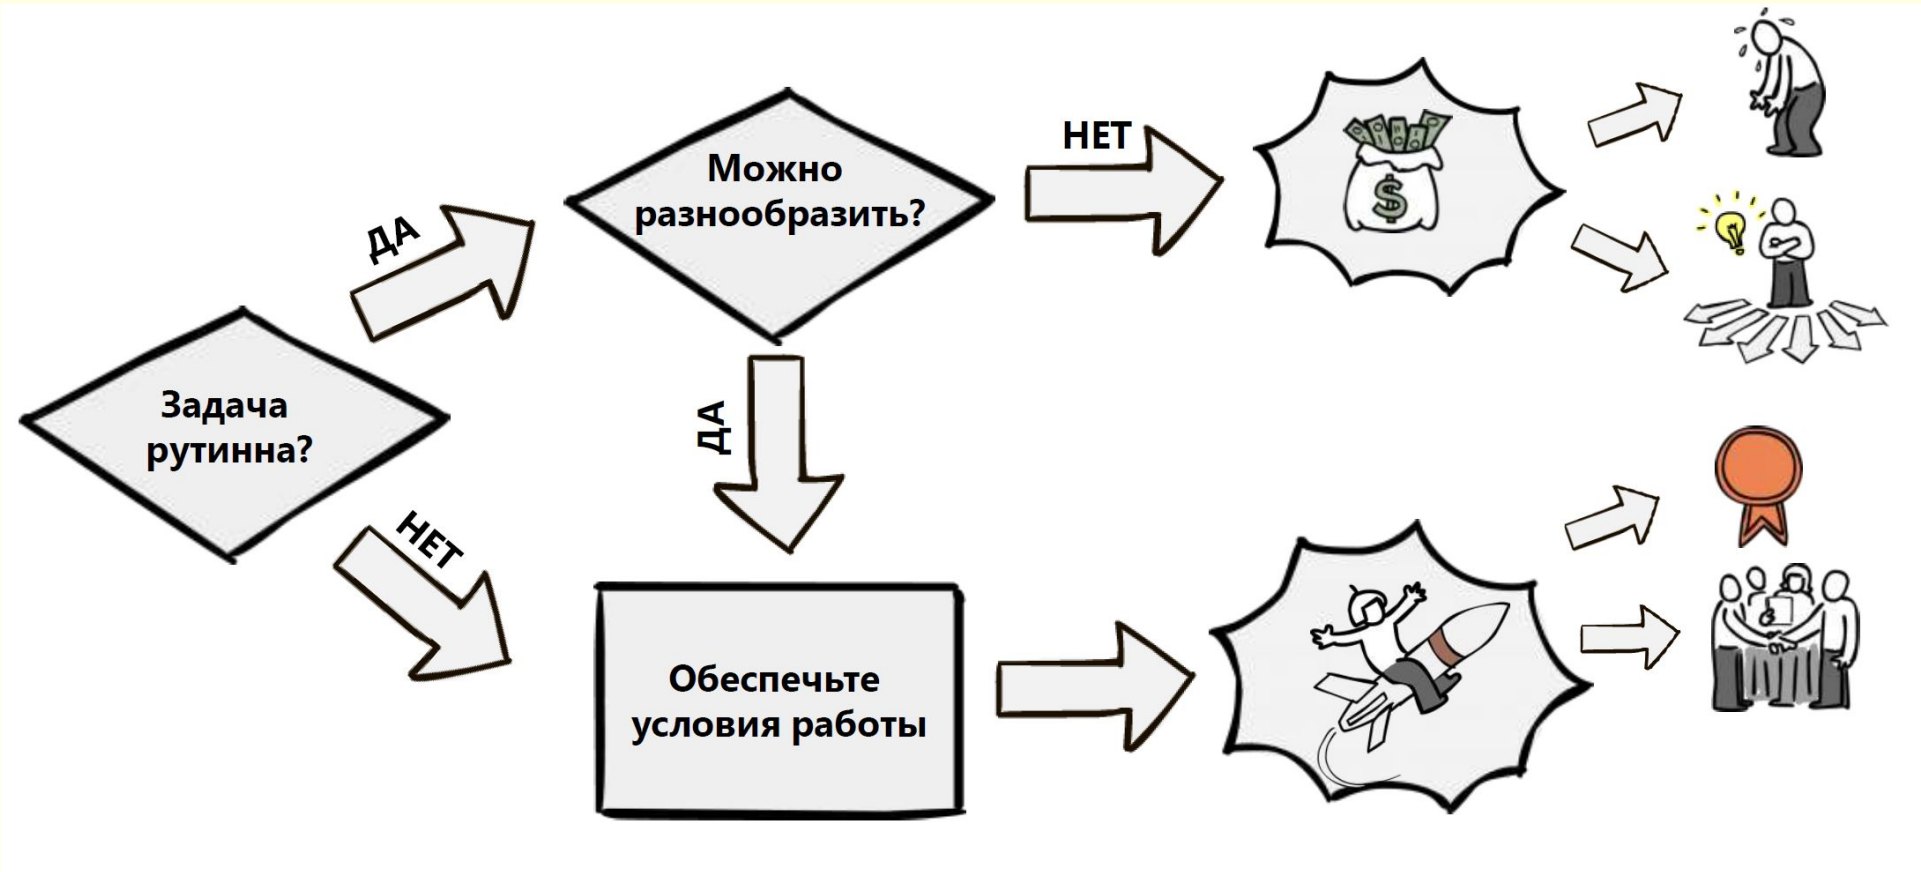 Задача
рутинна?
ДА
Можно
разнообразить?
НЕТ
$
ДА
НЕТ
Обеспечьте
условия работы